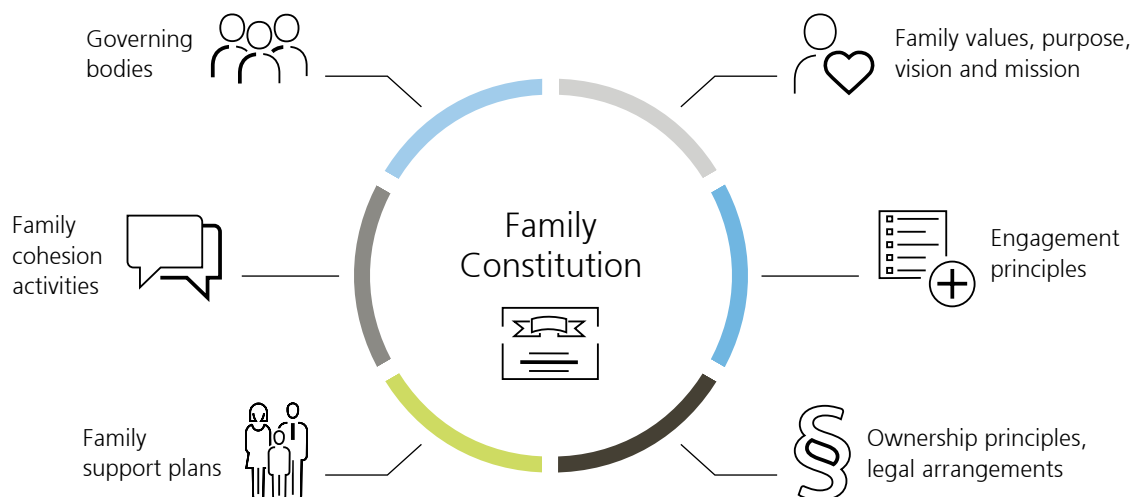 Governing
bodies
Family values, purpose,
vision and mission
Family
cohesion
activities
Family
Constitution
Engagement
principles
Family
support plans
Ownership principles,
legal arrangements